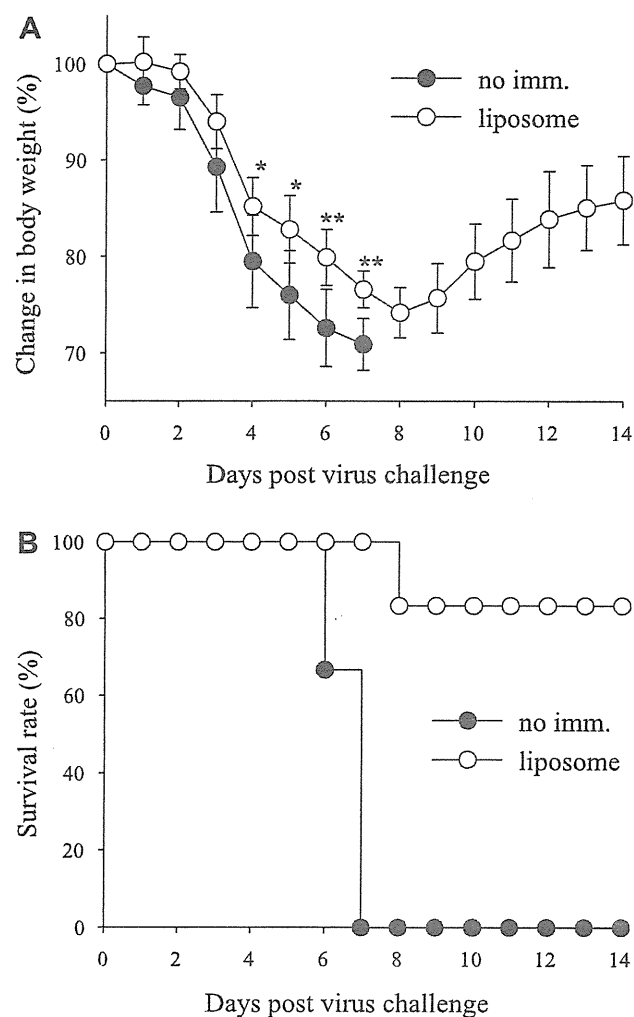 A
Change in body weight (%)
100
90
80
70
no imm.
liposome
*
*
**
**
0 2 4 6 8 10 12 14
Days post virus challenge
B
Survival rate (%)
100
80
60
40
20
0
no imm.
liposome
0 2 4 6 8 10 12 14
Days post virus challenge